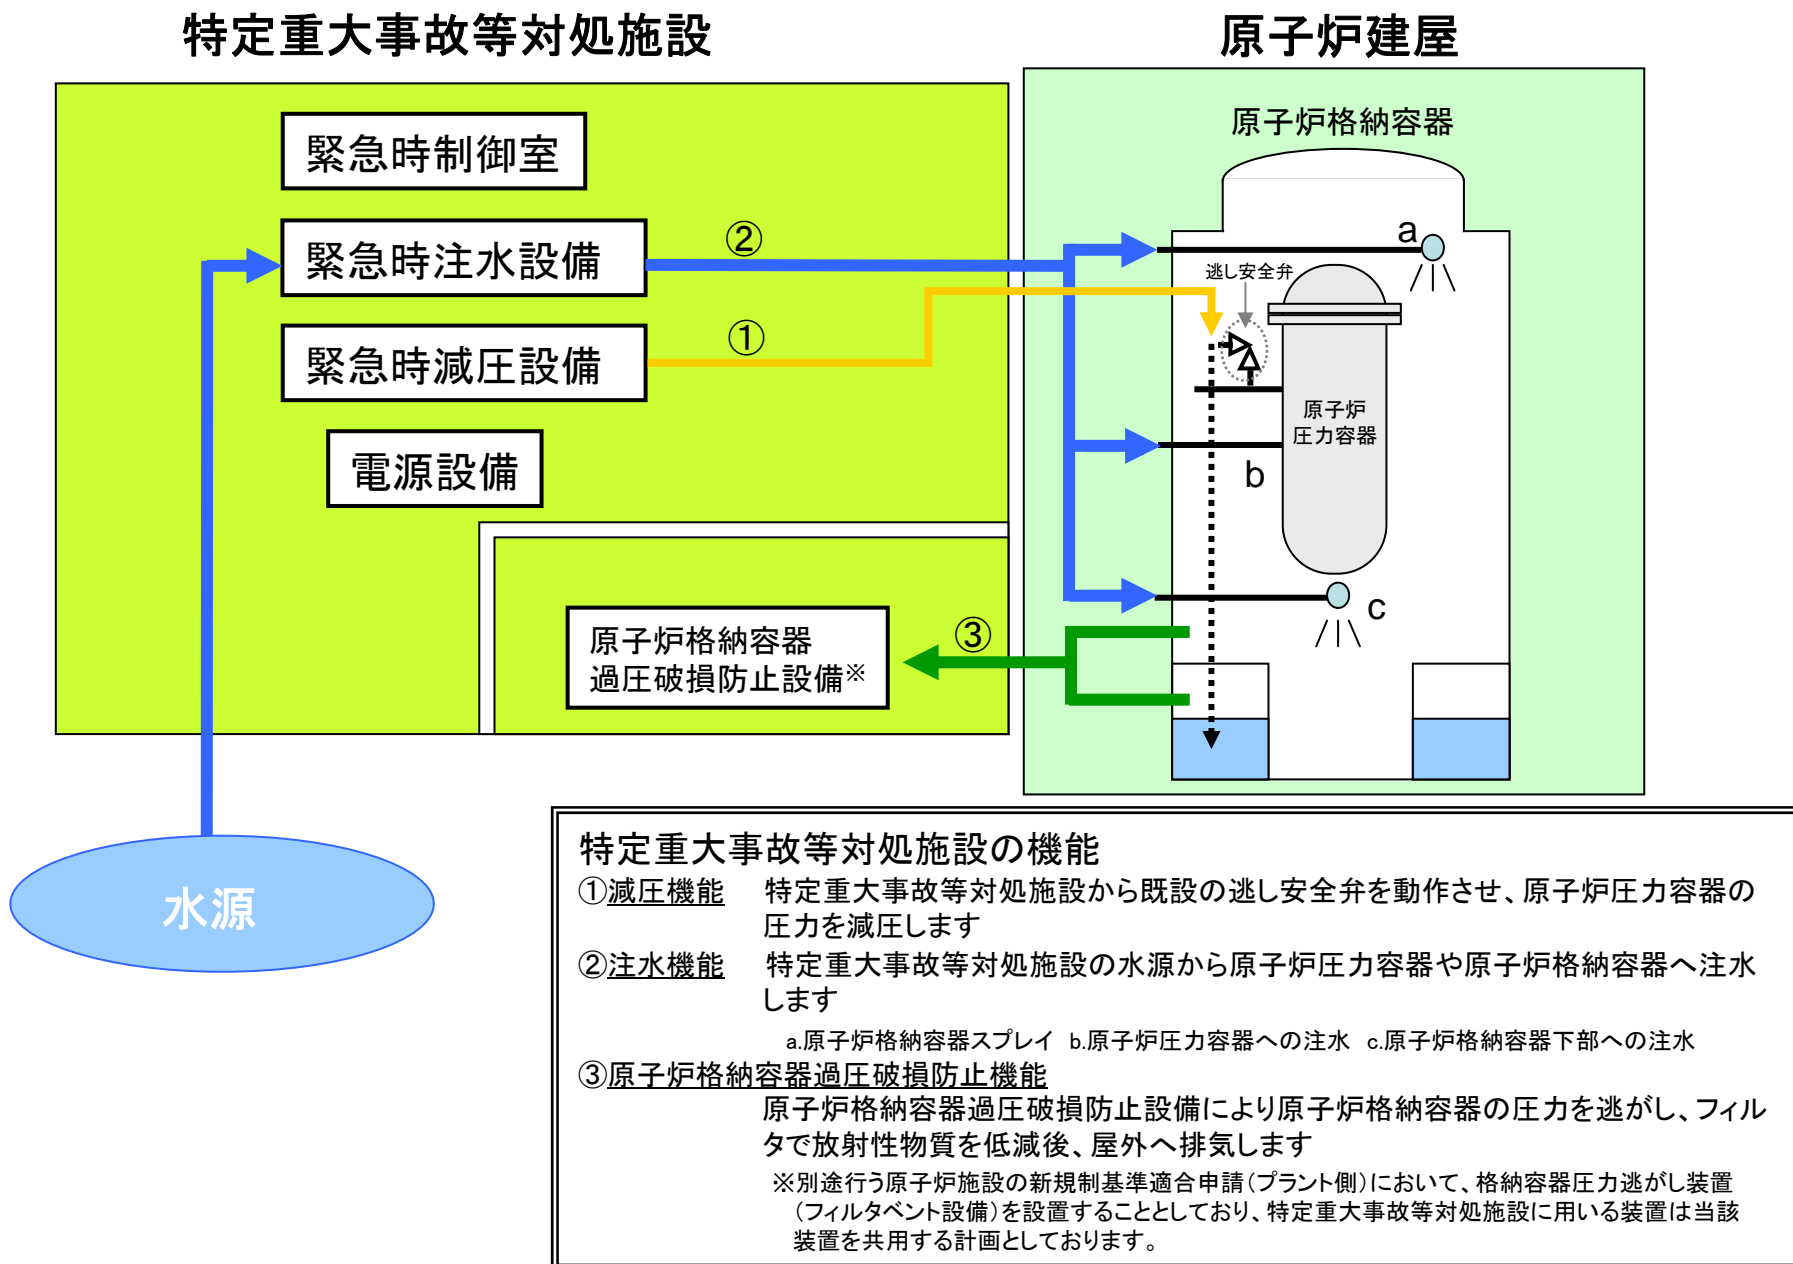 特定重大事故等対処施設
原子炉建屋
緊急時制御室
緊急時注水設備
緊急時減圧設備
電源設備
原子炉格納容器
過圧破損防止設備※
水源
②
①
③
原子炉格納容器
a
逃し安全弁
原子炉
圧力容器
b
c
特定重大事故等対処施設の機能
①減圧機能 特定重大事故等対処施設から既設の逃し安全弁を動作させ、原子炉圧力容器の
圧力を減圧します
②注水機能 特定重大事故等対処施設の水源から原子炉圧力容器や原子炉格納容器へ注水
します
a.原子炉格納容器スプレイ b.原子炉圧力容器への注水 c.原子炉格納容器下部への注水
③原子炉格納容器過圧破損防止機能
原子炉格納容器過圧破損防止設備により原子炉格納容器の圧力を逃がし、フィル
タで放射性物質を低減後、屋外へ排気します
※別途行う原子炉施設の新規制基準適合申請(プラント側)において、格納容器圧力逃がし装置
(フィルタベント設備)を設置することとしており、特定重大事故等対処施設に用いる装置は当該
装置を共用する計画としております。